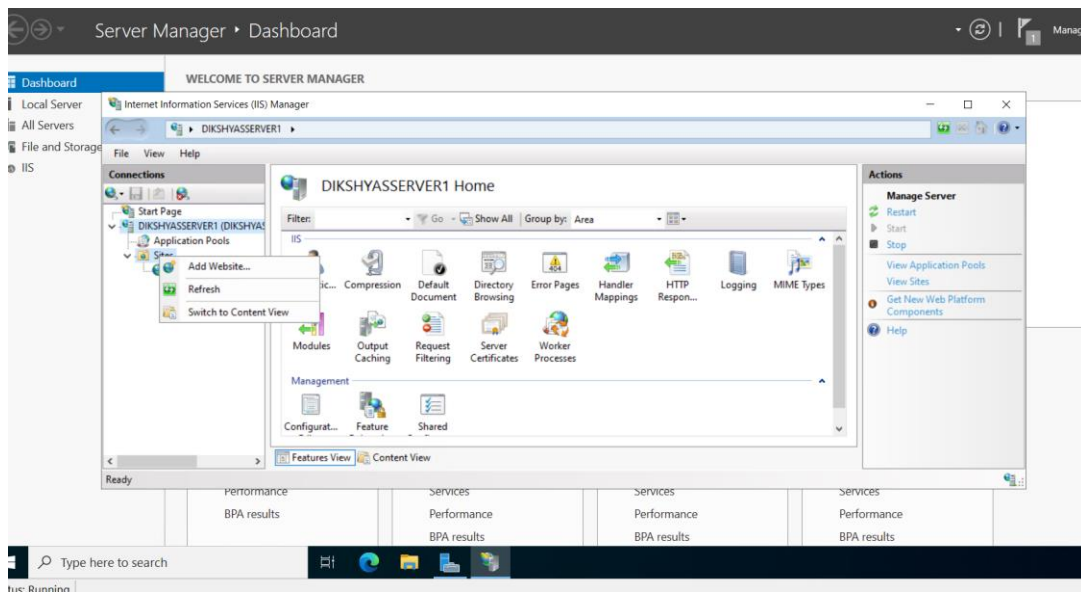 Server Manager • Dashboard
1
Manag
Dashboard
Local Server
All Servers
File and Storage
IIS
WELCOME TO SERVER MANAGER
Internet Information Services (IIS) Manager
DIKSHYASSERVER1
File View Help
Connections
Start Page
DIKSHYASSERVER1 (DIKSHYAS
Application Pools
Sites
Add Website...
Refresh
Switch to Content View
DIKSHYASSERVER1 Home
Filter: Go Show All Group by: Area
IIS
Compression
Default Document
Directory Browsing
Error Pages
Handler Mappings
HTTP Respon...
Logging
MIME Types
Modules
Output Caching
Request Filtering
Server Certificates
Worker Processes
Management
Configurat...
Feature
Shared
Features View Content View
Actions
Manage Server
Restart
Start
Stop
View Application Pools
View Sites
Get New Web Platform
Components
Help
Ready
Performance Services Services Services
BPA results Performance Performance Performance
BPA results BPA results BPA results
Type here to search
tus: Running